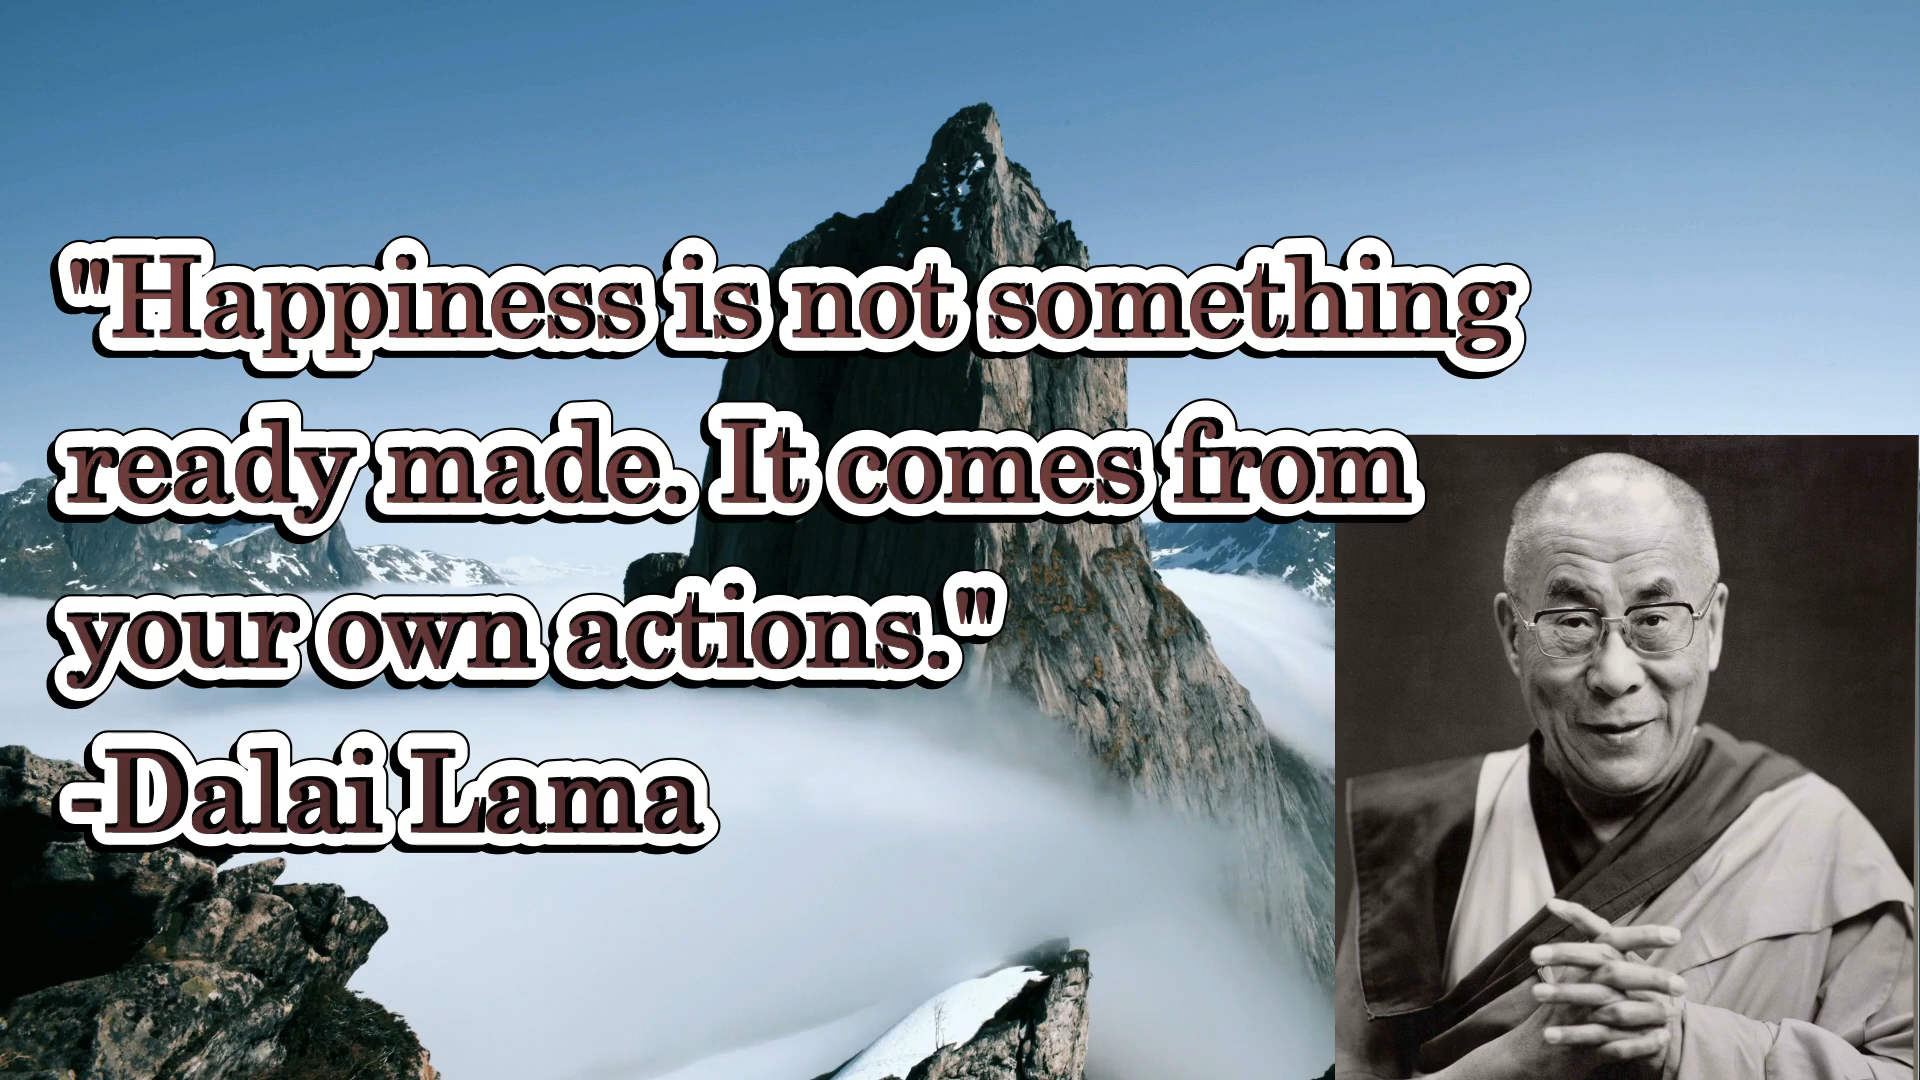 "Happiness is not something
ready made. It comes from
your own actions."
-Dalai Lama